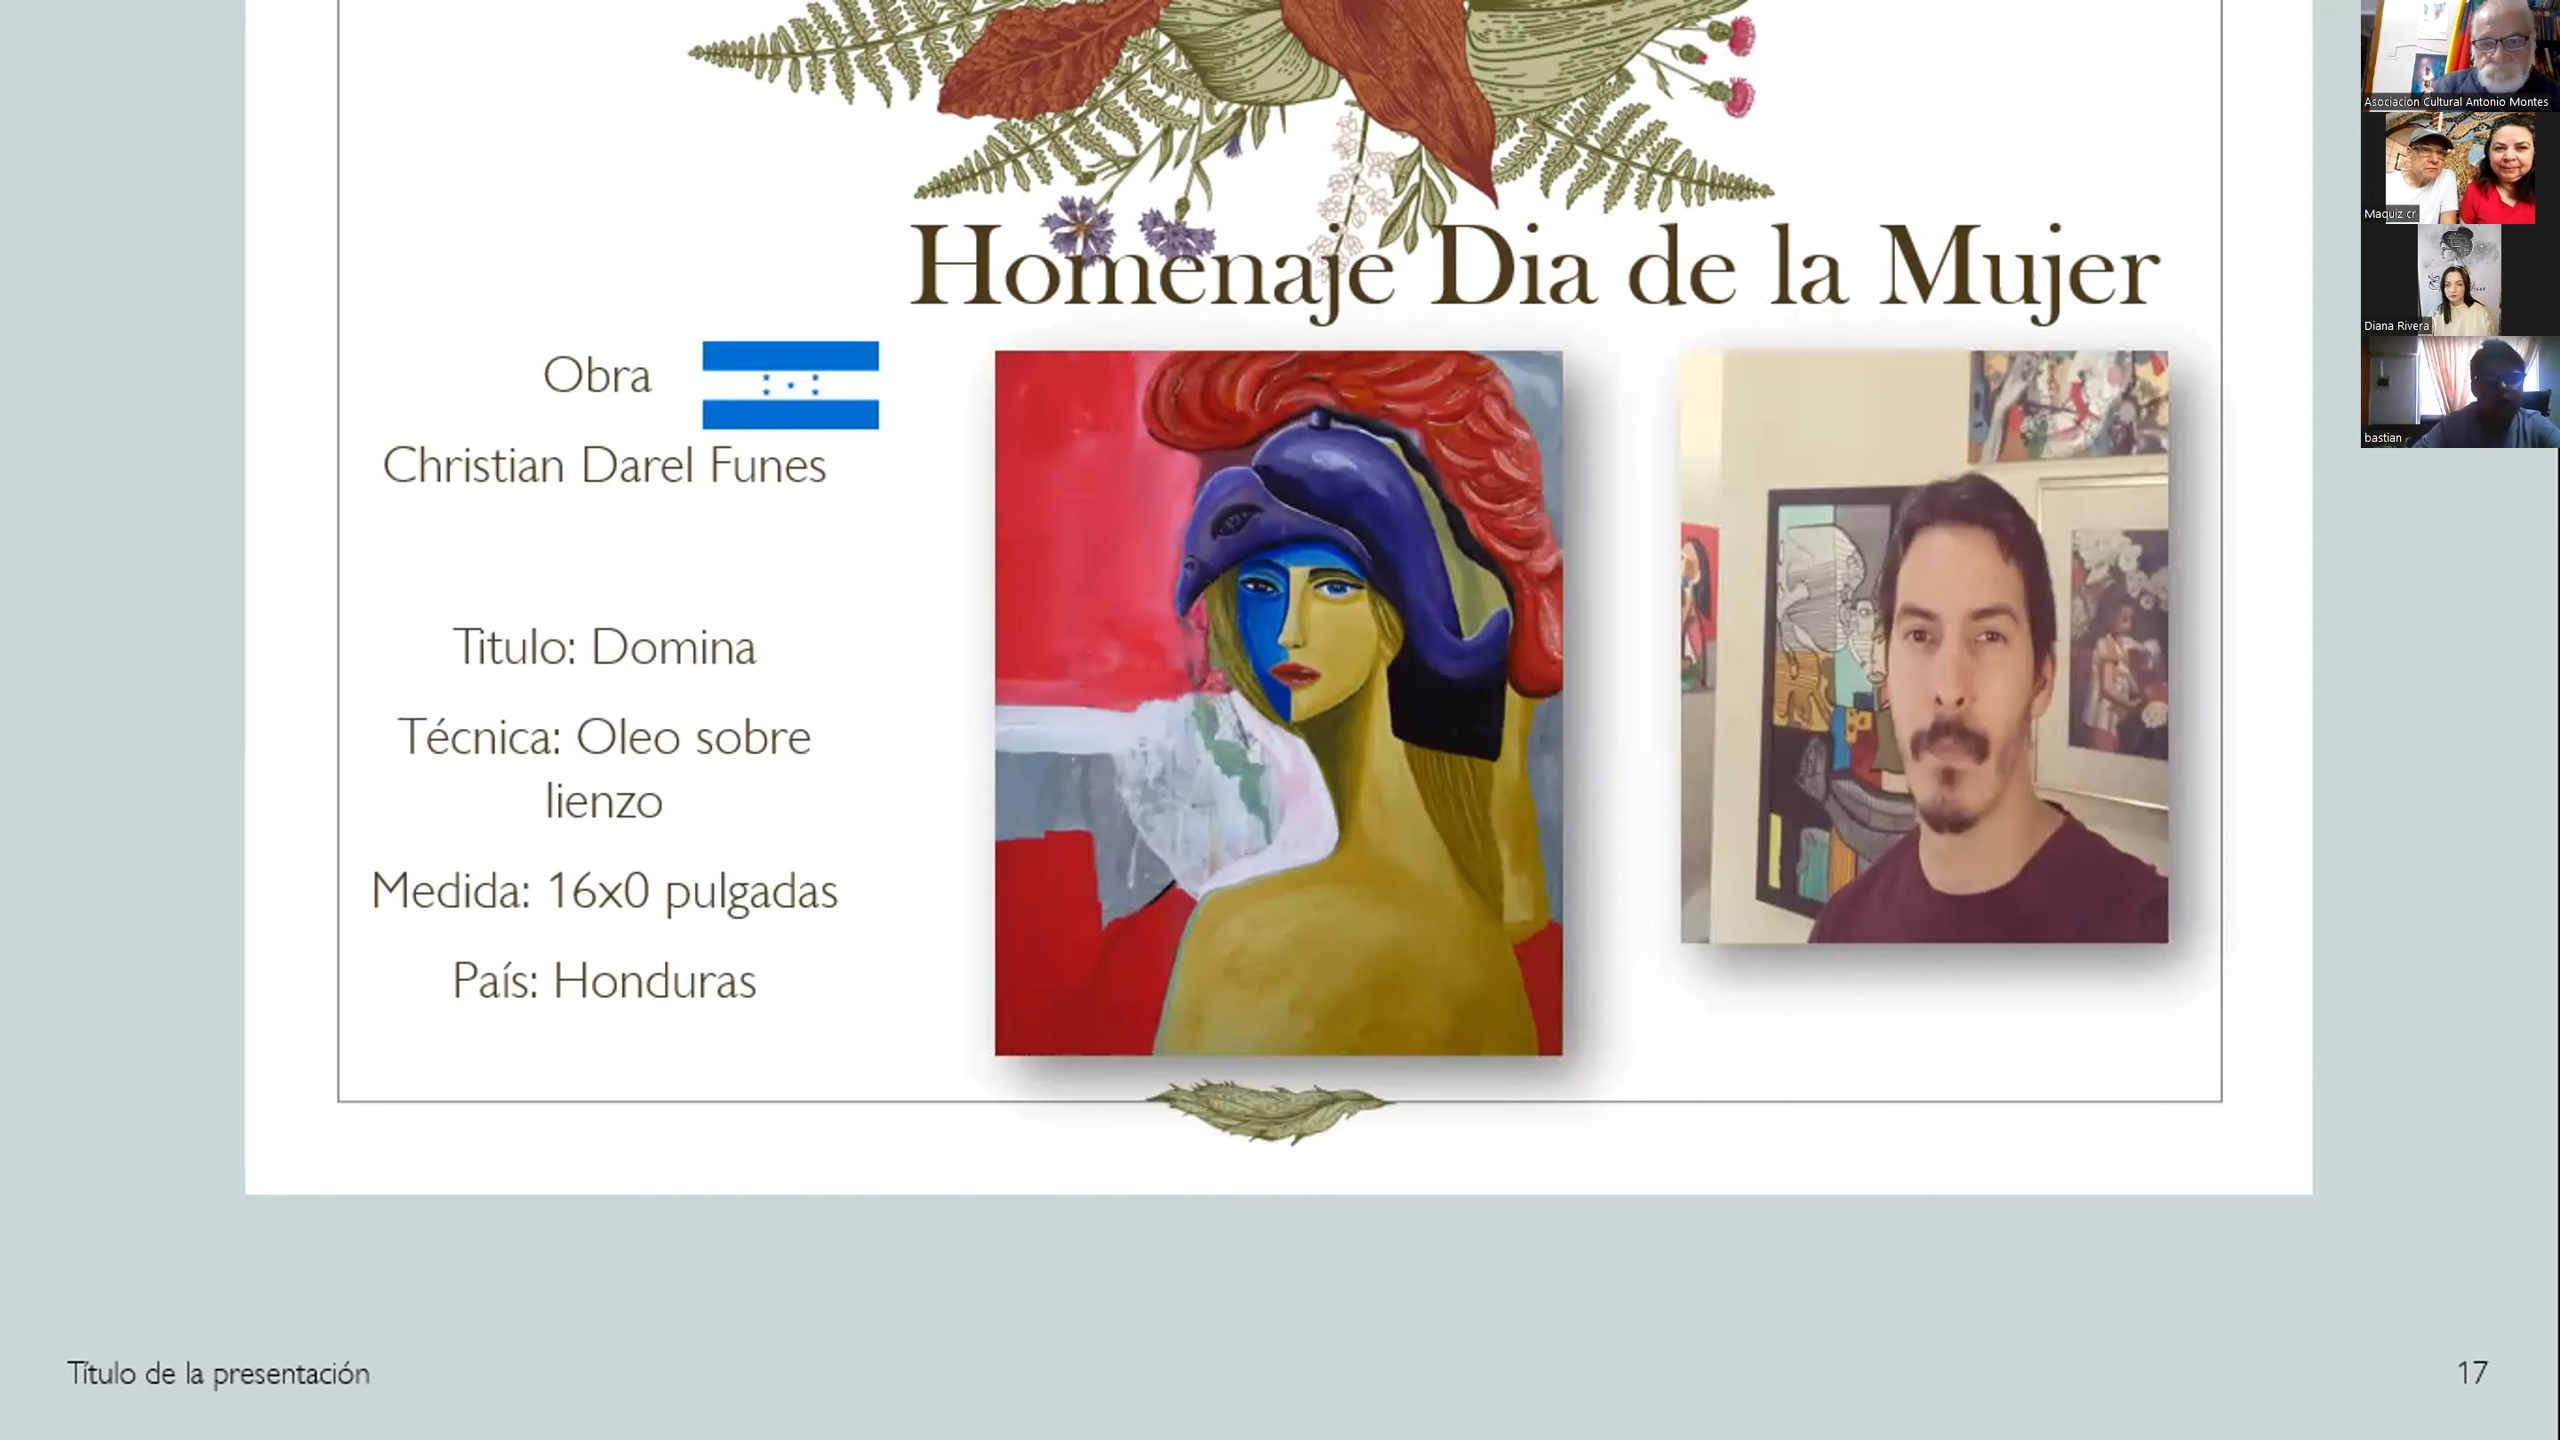 Homenaje Dia de la Mujer
Obra
Christian Darel Funes
Titulo: Domina
Técnica: Oleo sobre
lienzo
Medida: 16x0 pulgadas
País: Honduras
Título de la presentación
17
Asociacion Cultural Antonio Montes
Maquiz cr
Diana Rivera
bastian